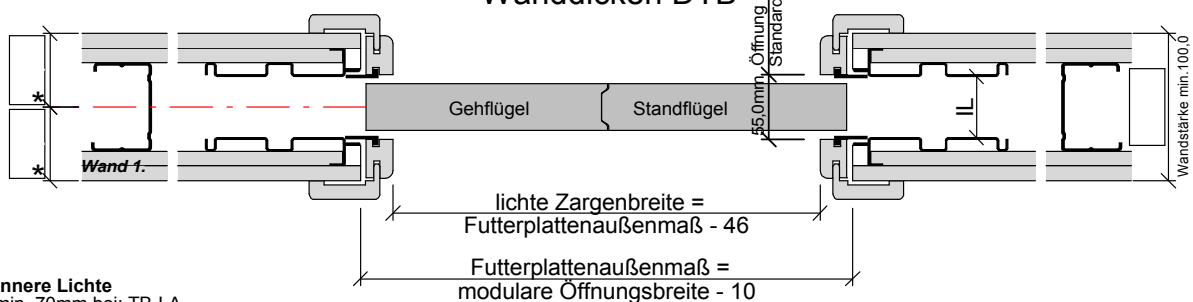 Wanddicken DTB
55,0mm Öffnung
Standard
Gehflügel
Standflügel
IL
Wandstärke min.100,0
*
*
Wand 1.
lichte Zargenbreite =
Futterplattenaußenmaß - 46
Futterplattenaußenmaß =
modulare Öffnungsbreite - 10
nnere Lichte